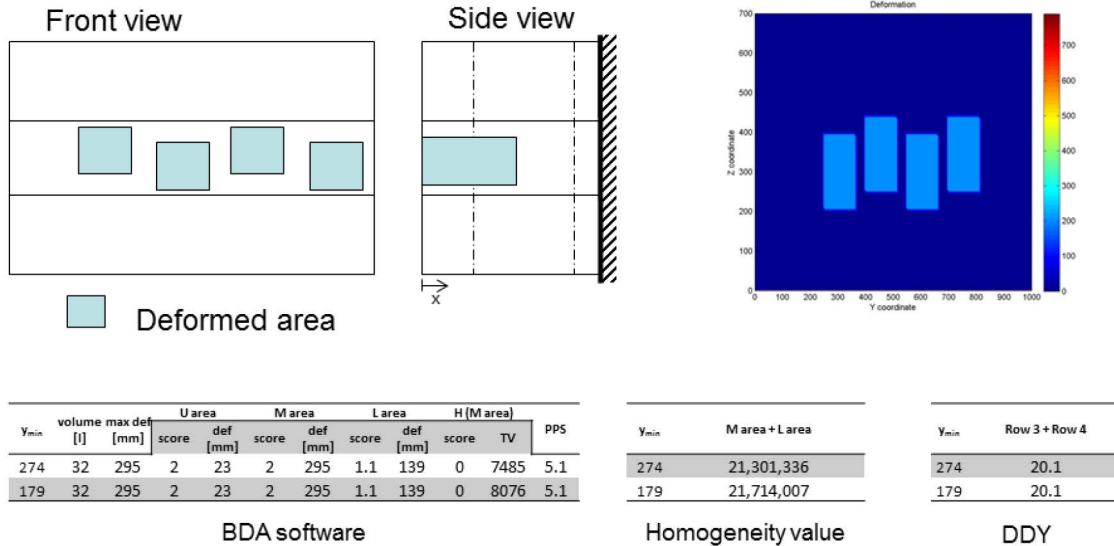 Front view
Side view
x
Deformed area
Deformation
Z coordinate
700
600
500
400
300
200
100
0
0 100 200 300 400 500 600 700 800 900 1000
Y coordinate
700
600
500
400
300
200
100
0
y_min volume [l] max def [mm] U area M area L area H (M area) PPS
score def [mm] score def [mm] score def [mm] score TV
274 32 295 2 23 2 295 1.1 139 0 7485 5.1
179 32 295 2 23 2 295 1.1 139 0 8076 5.1
BDA software
y_min M area + L area
274 21,301,336
179 21,714,007
Homogeneity value
y_min Row 3 + Row 4
274 20.1
179 20.1
DDY